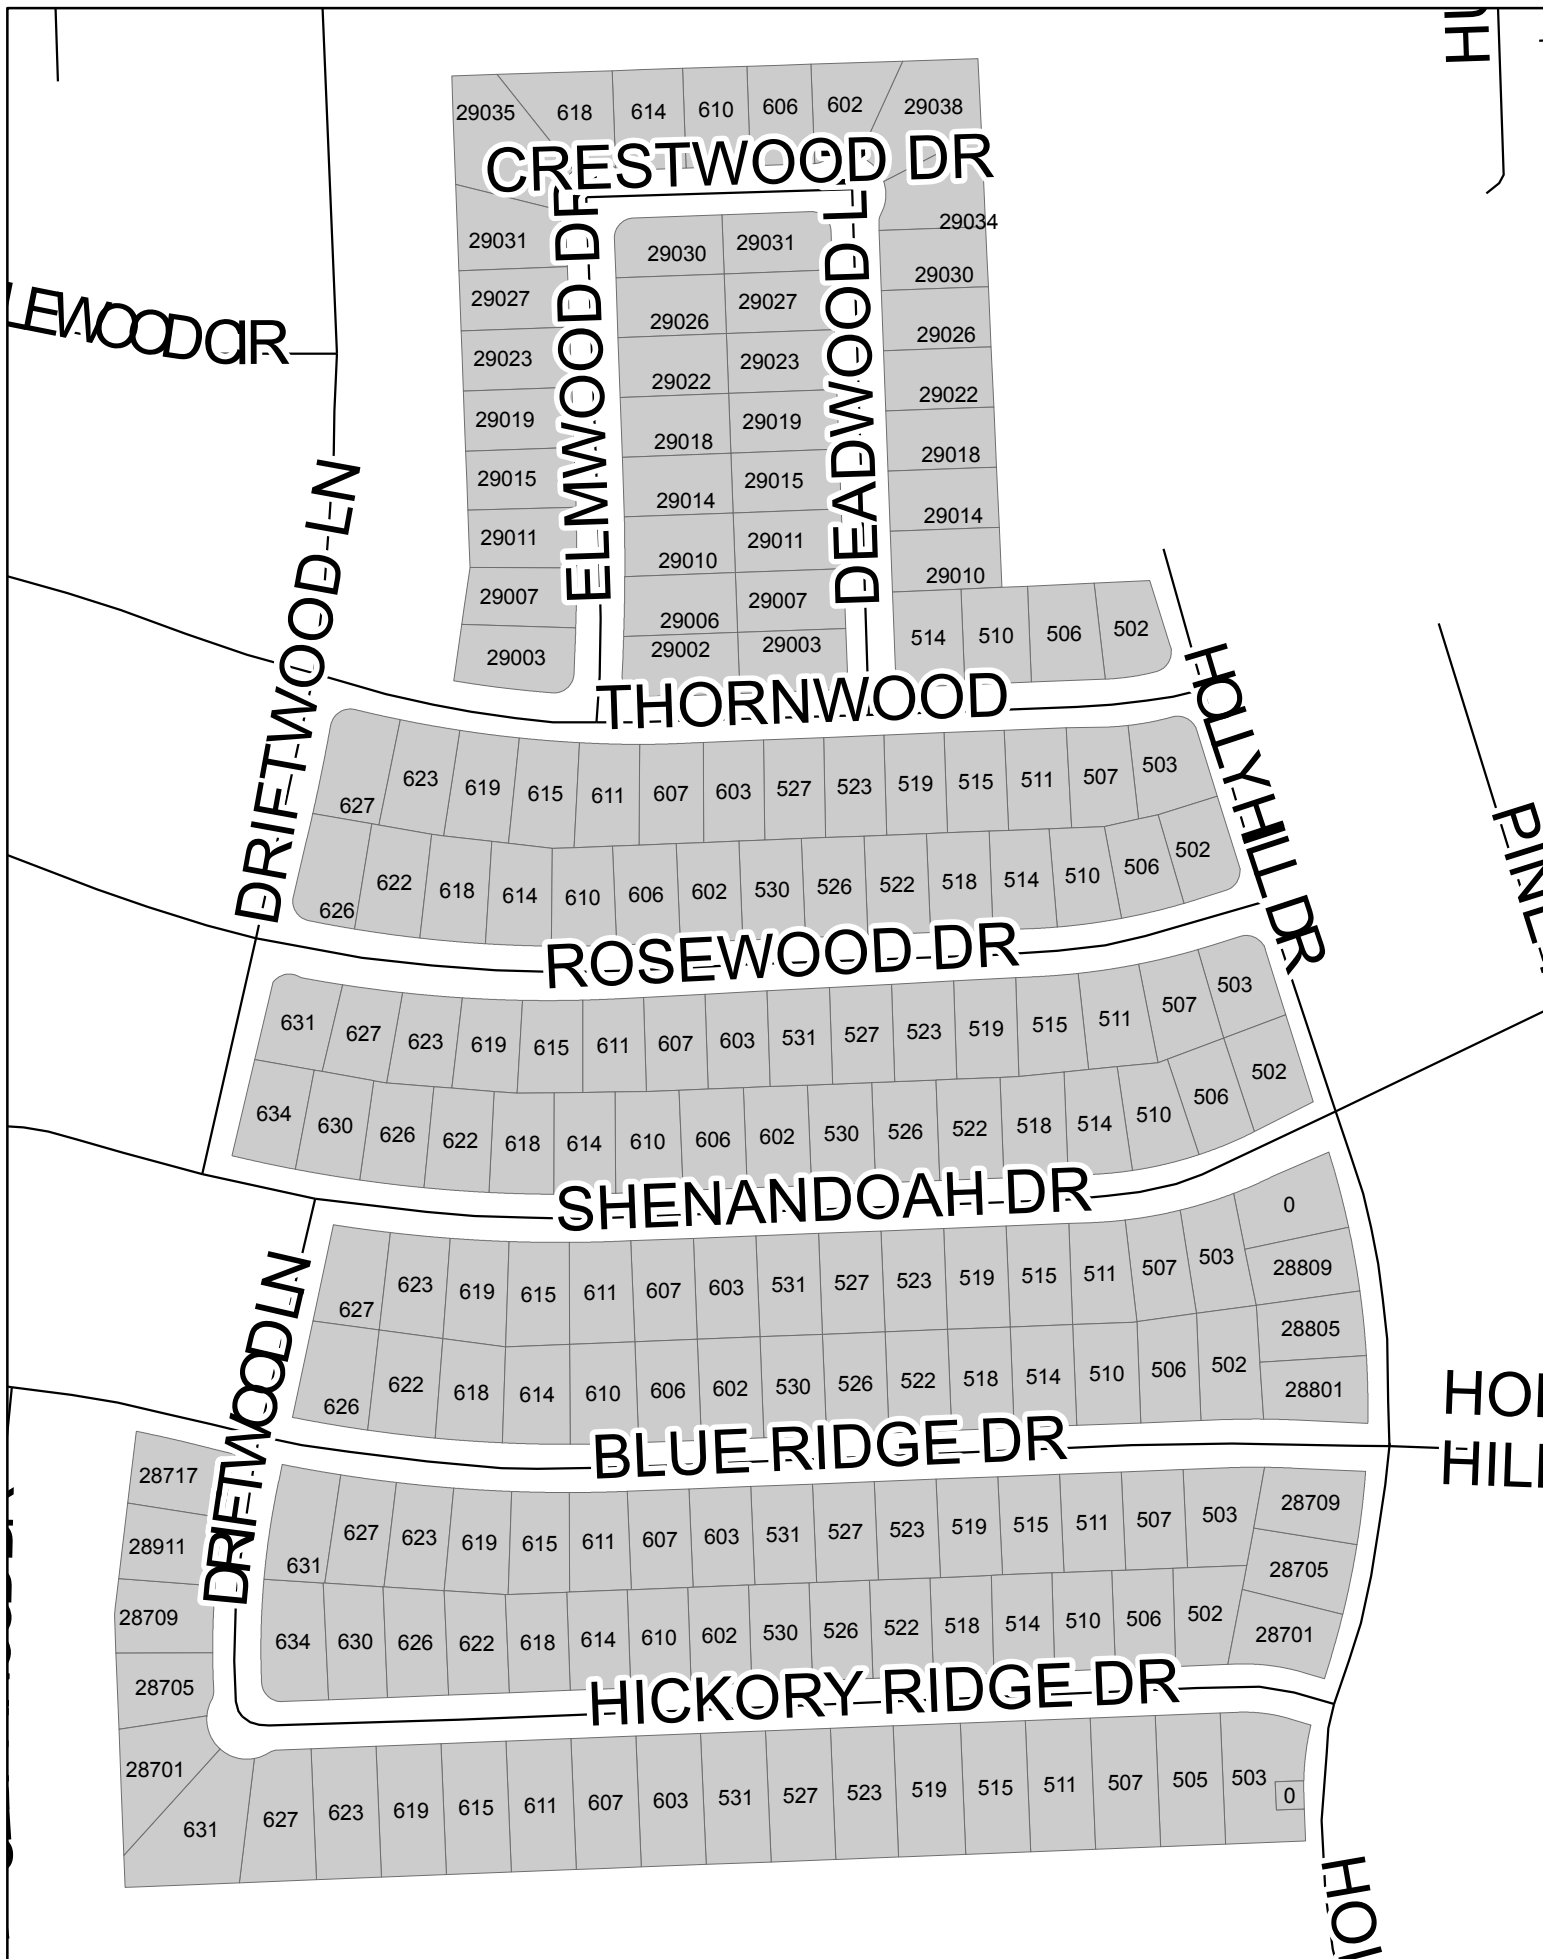 HU
29035 618 614 610 606 602 29038
CRESTWOOD DR
29034
29031 29030 29031 29030
29027 29026 29027 29026
29023 29022 29023 29022
29019 29018 29019 29018
29015 29014 29015 29014
29011 29010 29011 29010
29007 29006 29007
29003 29002 29003 514 510 506 502
LEWOOD CIR
ELMWOOD DR
DEADWOOD L
DRIFTWOOD LN
THORNWOOD
HOLLY HILL DR
PINE
627 623 619 615 611 607 603 527 523 519 515 511 507 503
626 622 618 614 610 606 602 530 526 522 518 514 510 506 502
ROSEWOOD DR
631 627 623 619 615 611 607 603 531 527 523 519 515 511 507 503
634 630 626 622 618 614 610 606 602 530 526 522 518 514 510 506 502
SHENANDOAH DR
627 623 619 615 611 607 603 531 527 523 519 515 511 507 503 0
28809
28805
28801
626 622 618 614 610 606 602 530 526 522 518 514 510 506 502
DRIFTWOOD LN
BLUE RIDGE DR
HOL
HILL
28717
28911
28709
28705
28701
631 627 623 619 615 611 607 603 531 527 523 519 515 511 507 503 28709
28705
28701
634 630 626 622 618 614 610 602 530 526 522 518 514 510 506 502
HICKORY RIDGE DR
631 627 623 619 615 611 607 603 531 527 523 519 515 511 507 505 503 0
HOL